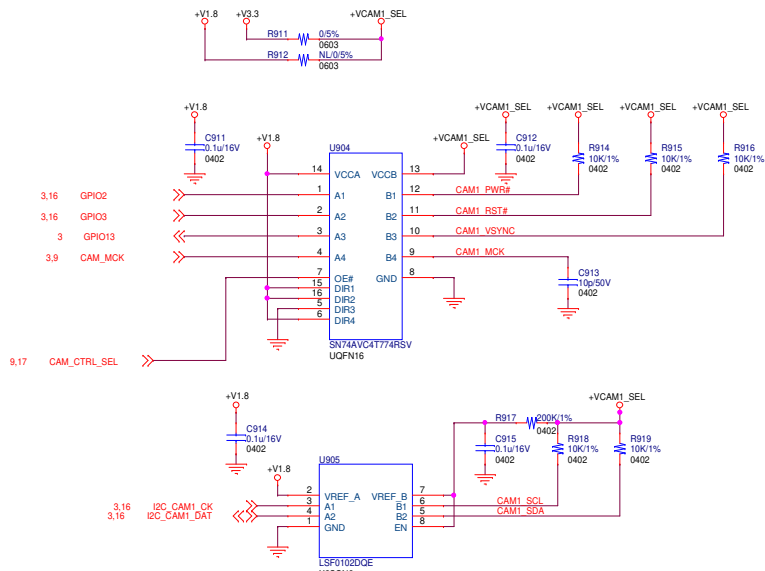 +V1.8 +V3.3 +VCAM1_SEL
R911 0/5%
0603
R912 NL/0/5%
0603
+V1.8 +V1.8 +VCAM1_SEL +VCAM1_SEL +VCAM1_SEL +VCAM1_SEL +VCAM1_SEL
C911
0.1u/16V
0402
C912
0.1u/16V
0402
R914
10K/1%
0402
R915
10K/1%
0402
R916
10K/1%
0402
U904
14 VCCA VCCB 13
3,16 GPIO2 1 A1 B1 12 CAM1_PWR#
3,16 GPIO3 2 A2 B2 11 CAM1_RST#
3 GPIO13 3 A3 B3 10 CAM1_VSYNC
3,9 CAM_MCK 4 A4 B4 9 CAM1_MCK
7 OE# GND 8
15 DIR1
16 DIR2
5 DIR3
6 DIR4
C913
10p/50V
0402
SN74AVC4T774RSV
UQFN16
9,17 CAM_CTRL_SEL
+V1.8 +VCAM1_SEL
C914
0.1u/16V
0402
R917 200K/1%
0402
C915
0.1u/16V
0402
R918
10K/1%
0402
R919
10K/1%
0402
+V1.8
U905
2 VREF_A VREF_B 7
3,16 I2C_CAM1_CK 3 A1 B1 6 CAM1_SCL
3,16 I2C_CAM1_DAT 4 A2 B2 5 CAM1_SDA
1 GND EN 8
LSF0102DQE